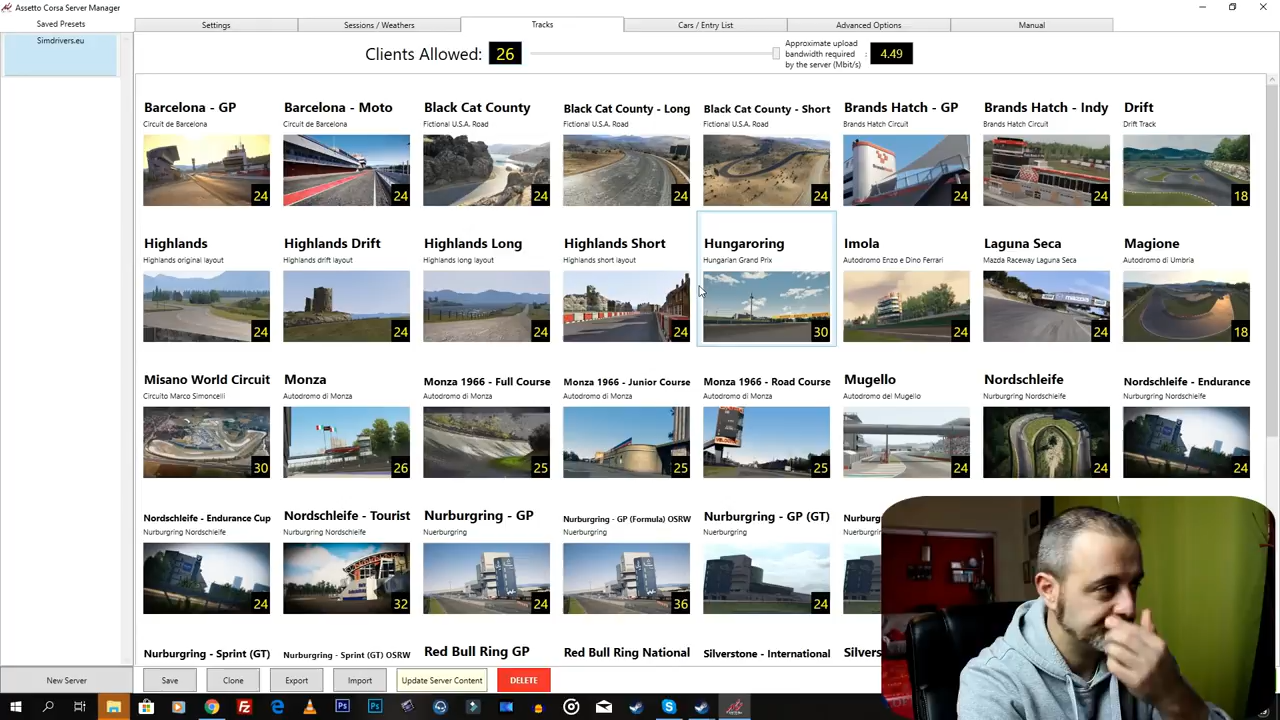 Assetto Corsa Server Manager
Saved Presets
Simdrivers.eu
Settings
Sessions / Weathers
Tracks
Cars / Entry List
Advanced Options
Manual
Clients Allowed: 26
Approximate upload
bandwidth required :
by the server (Mbit/s)
4.49
Barcelona - GP
Circuit de Barcelona
24
Barcelona - Moto
Circuit de Barcelona
24
Black Cat County
Fictional U.S.A. Road
24
Black Cat County - Long
Fictional U.S.A. Road
24
Black Cat County - Short
Fictional U.S.A. Road
24
Brands Hatch - GP
Brands Hatch Circuit
24
Brands Hatch - Indy
Brands Hatch Circuit
24
Drift
Drift Track
18
Highlands
Highlands original layout
24
Highlands Drift
Highlands drift layout
24
Highlands Long
Highlands long layout
24
Highlands Short
Highlands short layout
24
Hungaroring
Hungarian Grand Prix
30
Imola
Autodromo Enzo e Dino Ferrari
24
Laguna Seca
Mazda Raceway Laguna Seca
24
Magione
Autodromo di Umbria
18
Misano World Circuit
Circuito Marco Simoncelli
30
Monza
Autodromo di Monza
26
Monza 1966 - Full Course
Autodromo di Monza
25
Monza 1966 - Junior Course
Autodromo di Monza
25
Monza 1966 - Road Course
Autodromo di Monza
25
Mugello
Autodromo del Mugello
24
Nordschleife
Nurburgring Nordschleife
24
Nordschleife - Endurance
Nurburgring Nordschleife
24
Nordschleife - Endurance Cup
Nurburgring Nordschleife
24
Nordschleife - Tourist
Nurburgring Nordschleife
32
Nurburgring - GP
Nuerburgring
24
Nurburgring - GP (Formula) OSRW
Nuerburgring
36
Nurburgring - GP (GT)
Nuerburgring
24
Nurburg
Nuerburgring
Nurburgring - Sprint (GT)
Nurburgring - Sprint (GT) OSRW
Red Bull Ring GP
Red Bull Ring National
Silverstone - International
Silvers
New Server
Save
Clone
Export
Import
Update Server Content
DELETE